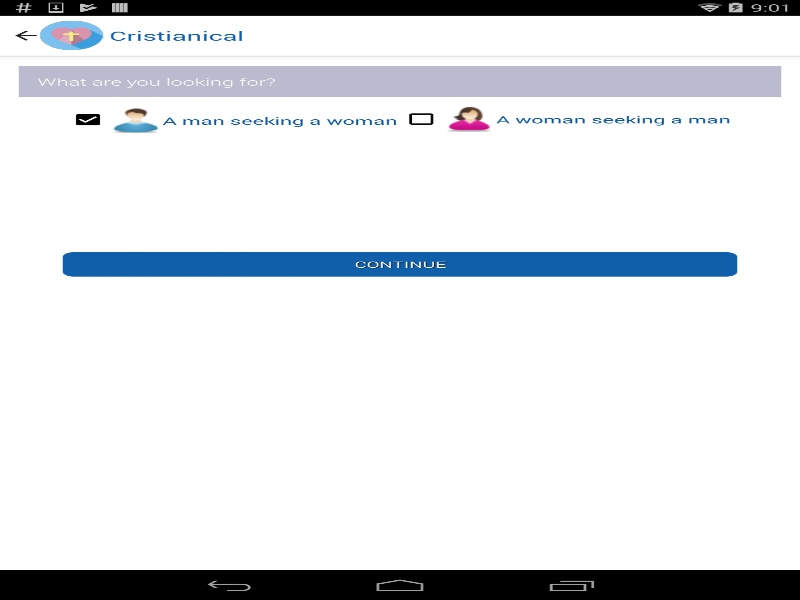 9:01
Cristianical
What are you looking for?
A man seeking a woman
A woman seeking a man
CONTINUE